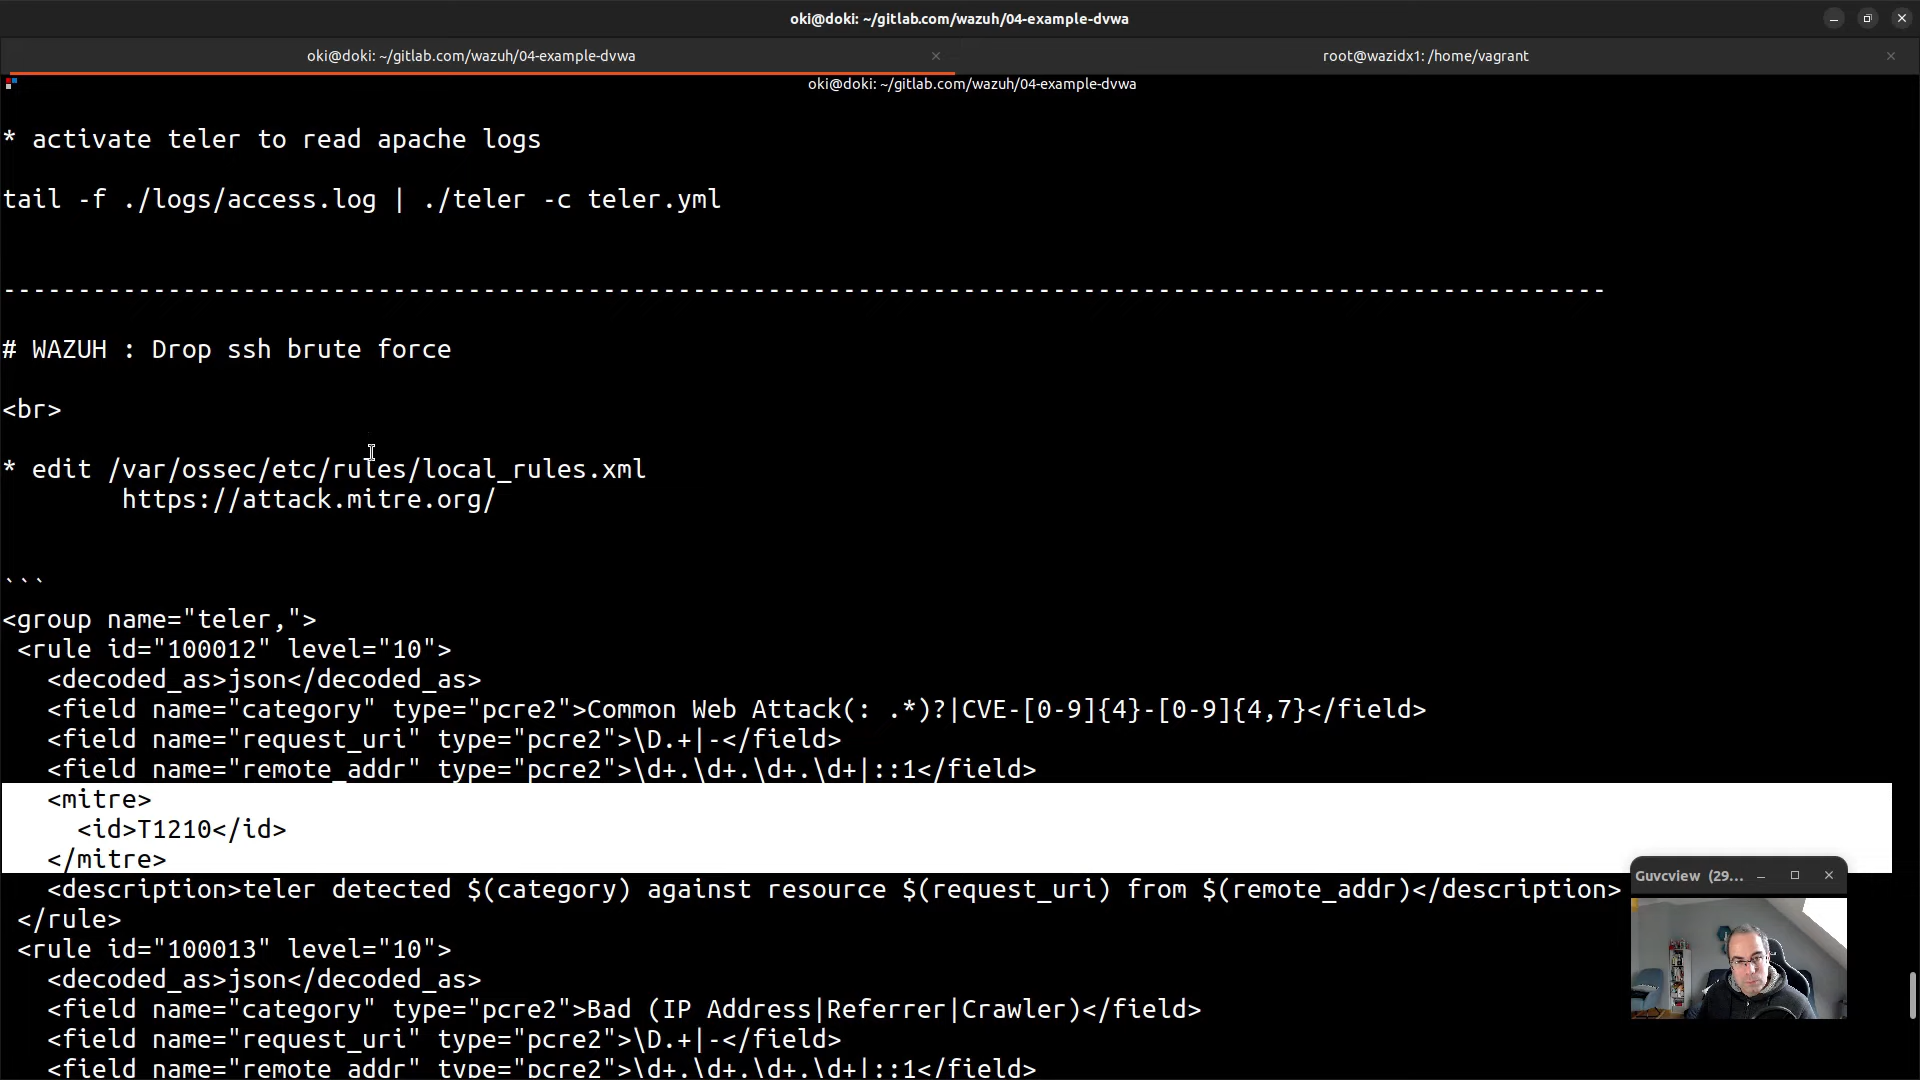 oki@doki: ~/gitlab.com/wazuh/04-example-dvwa
oki@doki: ~/gitlab.com/wazuh/04-example-dvwa
root@wazidx1: /home/vagrant
oki@doki: ~/gitlab.com/wazuh/04-example-dvwa
* activate teler to read apache logs
tail -f ./logs/access.log | ./teler -c teler.yml
-----------------------------------------------------------------------------------------------------------
# WAZUH : Drop ssh brute force
<br>
* edit /var/ossec/etc/rules/local_rules.xml
https://attack.mitre.org/
```
<group name="teler,">
<rule id="100012" level="10">
<decoded_as>json</decoded_as>
<field name="category" type="pcre2">Common Web Attack(: .*)?|CVE-[0-9]{4}-[0-9]{4,7}</field>
<field name="request_uri" type="pcre2">\D.+|-</field>
<field name="remote_addr" type="pcre2">\d+.\d+.\d+.\d+|::1</field>
<mitre>
<id>T1210</id>
</mitre>
<description>teler detected $(category) against resource $(request_uri) from $(remote_addr)</description>
</rule>
<rule id="100013" level="10">
<decoded_as>json</decoded_as>
<field name="category" type="pcre2">Bad (IP Address|Referrer|Crawler)</field>
<field name="request_uri" type="pcre2">\D.+|-</field>
<field name="remote_addr" type="pcre2">\d+.\d+.\d+.\d+|::1</field>
Guvcview (29...